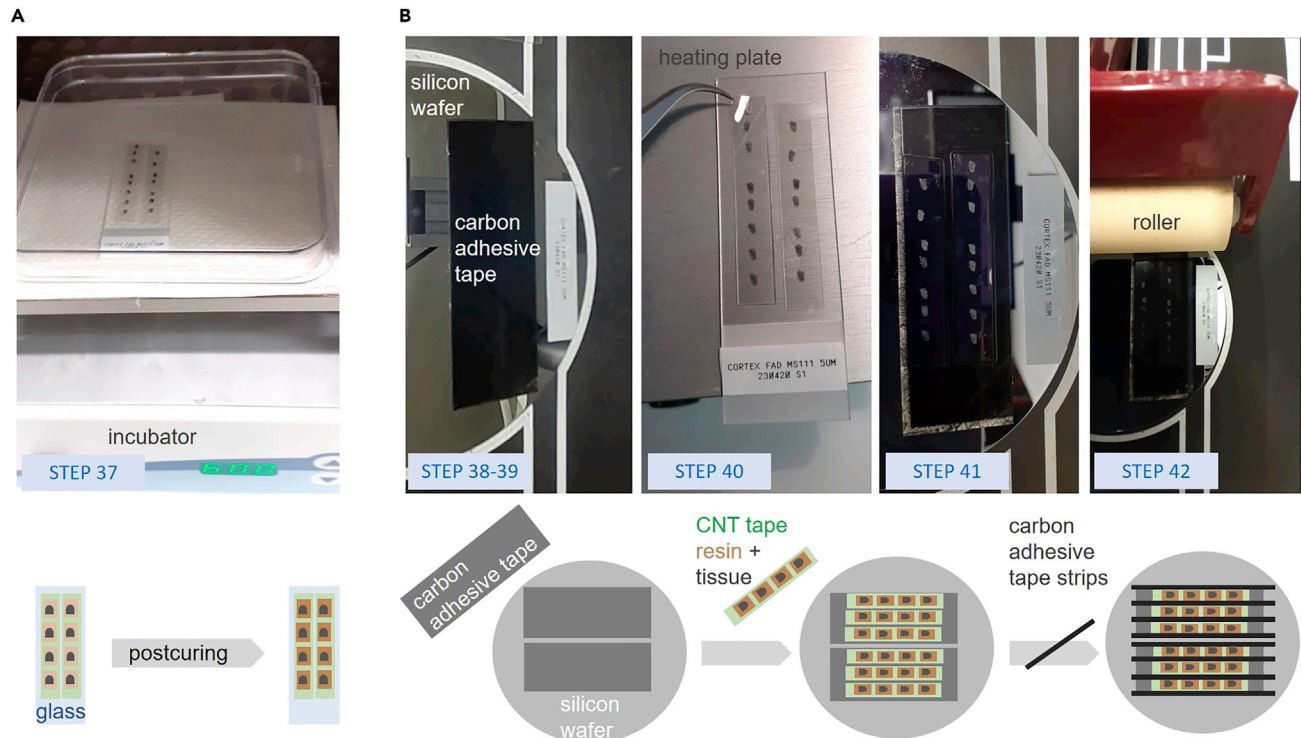 A
B
incubator
600
STEP 37
silicon
wafer
carbon
adhesive
tape
STEP 38-39
heating plate
CORTEX FAD MS111 5UM
230420 S1
STEP 40
CORTEX FAD MS111 5UM
230420 S1
STEP 41
roller
STEP 42
glass
postcuring
carbon
adhesive tape
silicon
wafer
CNT tape
resin +
tissue
carbon
adhesive
tape strips